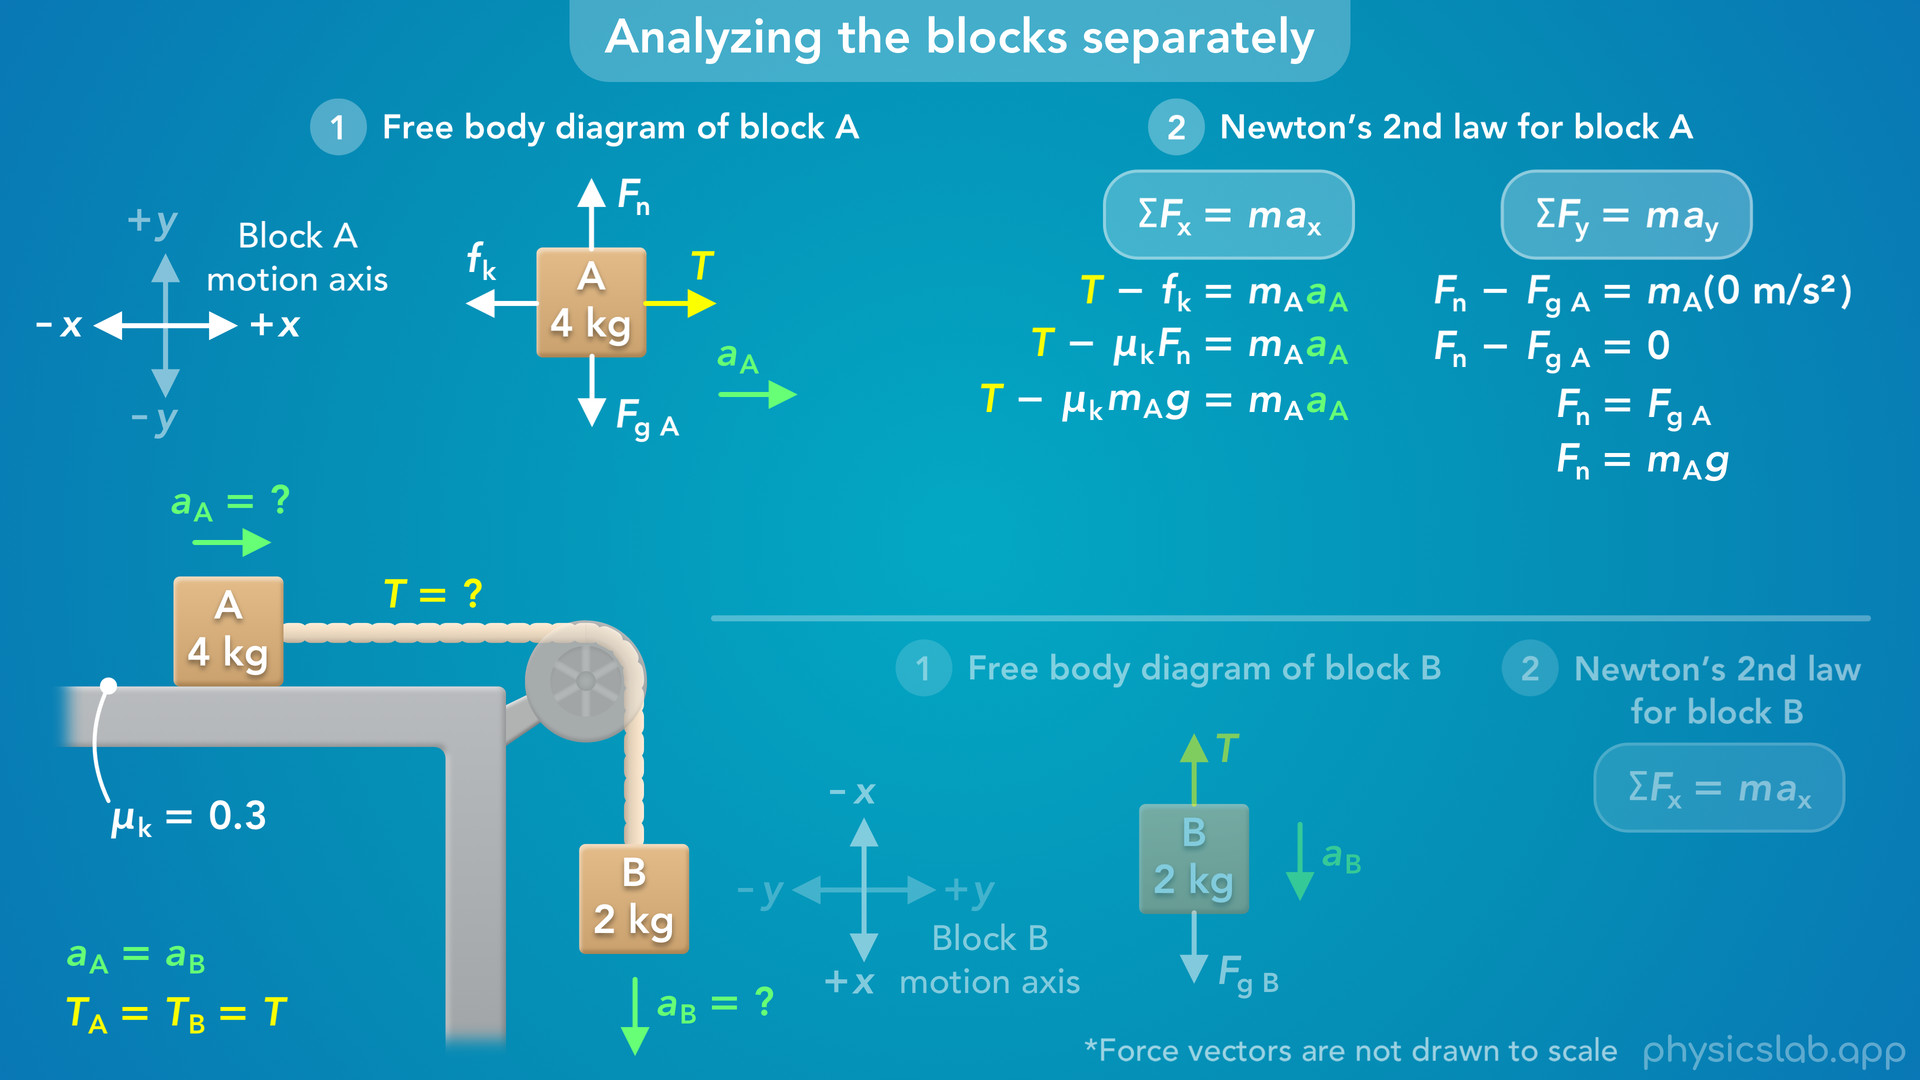 Analyzing the blocks separately
1 Free body diagram of block A
+y
Block A
motion axis
-x
+x
-y
Fn
fk
T
A
4 kg
aA
Fg A
2 Newton's 2nd law for block A
ΣFx = max
T - fk = mAaA
T - μkFn = mAaA
T - μkmAg = mAaA
ΣFy = may
Fn - Fg A = mA(0 m/s²)
Fn - Fg A = 0
Fn = Fg A
Fn = mAg
aA = ?
A
4 kg
T = ?
μk = 0.3
B
2 kg
aB = ?
aA = aB
TA = TB = T
1 Free body diagram of block B
-x
-y
+y
+x
Block B
motion axis
T
B
2 kg
aB
Fg B
2 Newton's 2nd law
for block B
ΣFx = max
*Force vectors are not drawn to scale
physicslab.app